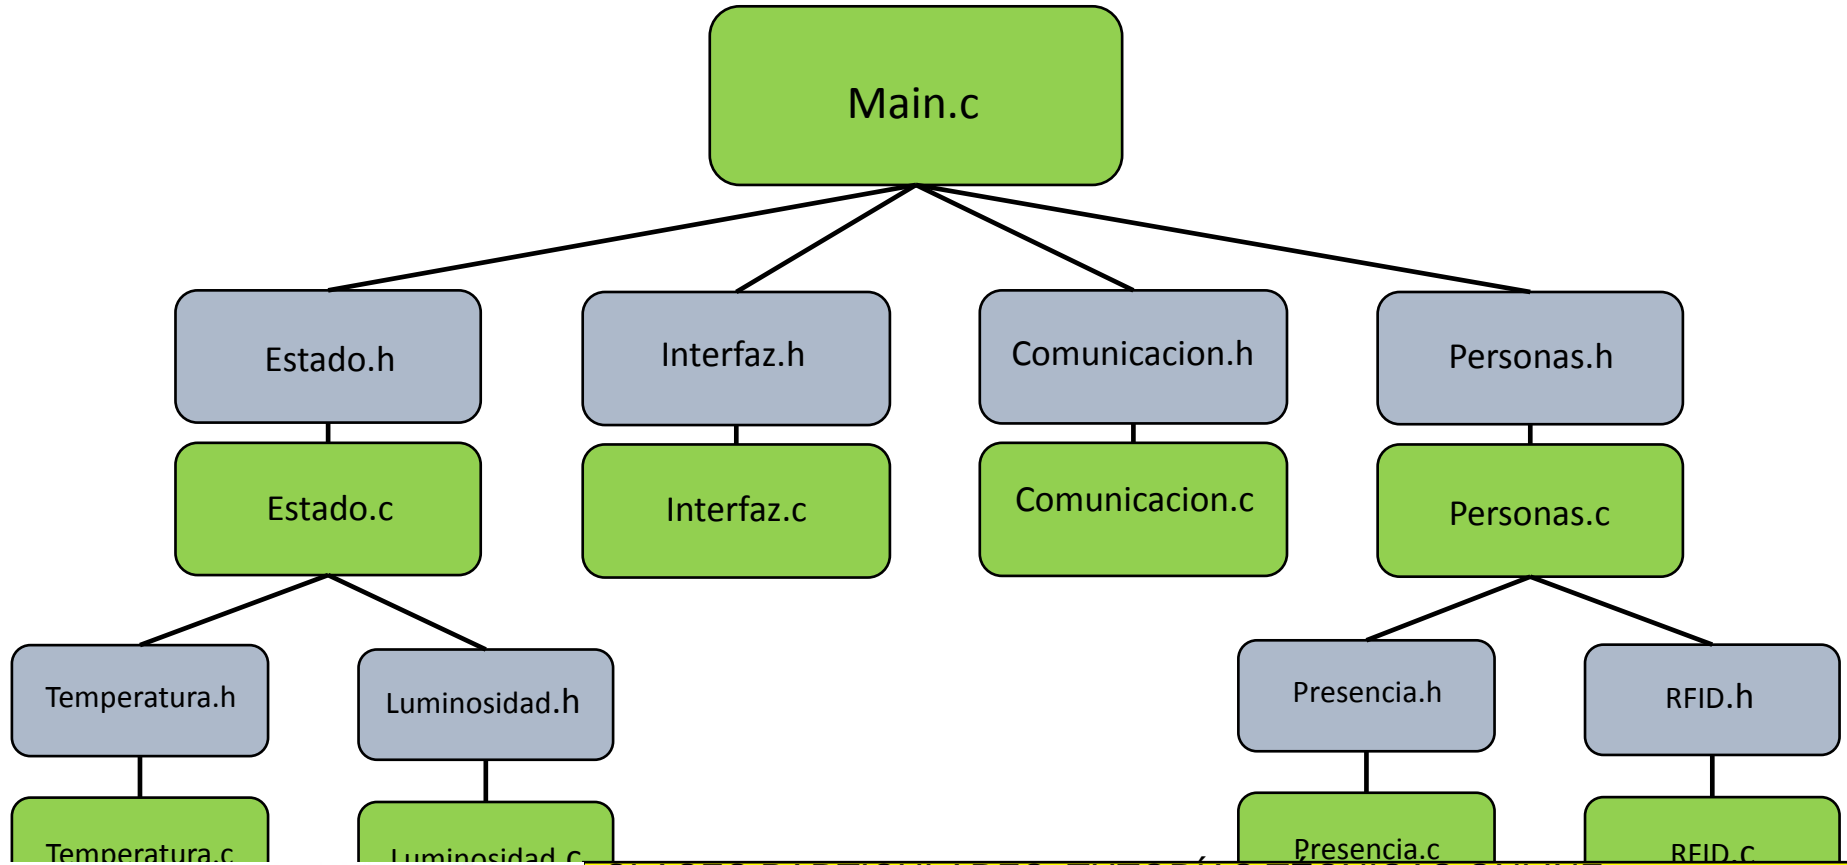 Main.c
Estado.h
Interfaz.h
Comunicacion.h
Personas.h
Estado.c
Interfaz.c
Comunicacion.c
Personas.c
Temperatura.h
Luminosidad.h
Presencia.h
RFID.h
Temperatura.c
Luminosidad.c
Presencia.c
RFID.c